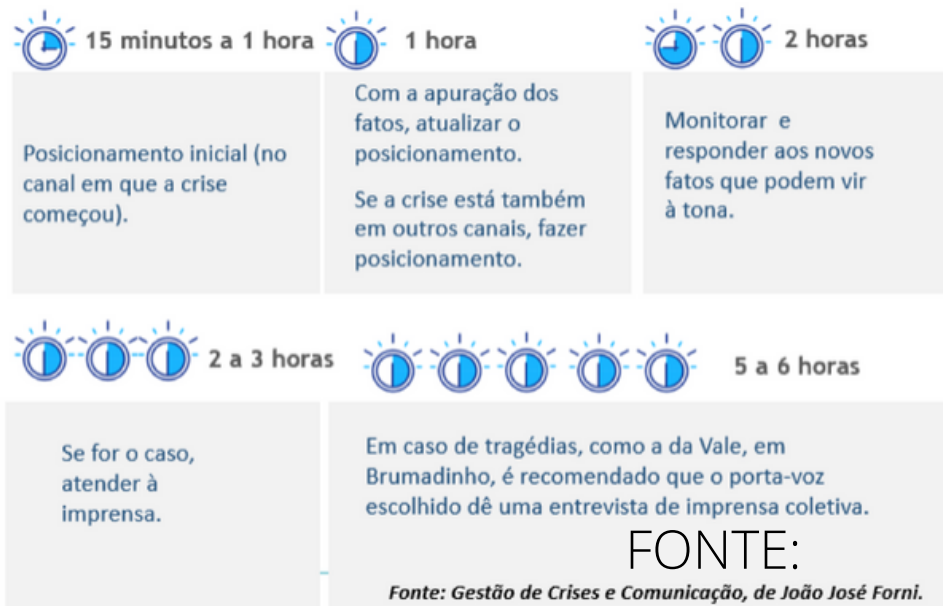 15 minutos a 1 hora
Posicionamento inicial (no
canal em que a crise
começou).
1 hora
Com a apuração dos
fatos, atualizar o
posicionamento.
Se a crise está também
em outros canais, fazer
posicionamento.
2 horas
Monitorar e
responder aos novos
fatos que podem vir
à tona.
2 a 3 horas
Se for o caso,
atender à
imprensa.
5 a 6 horas
Em caso de tragédias, como a da Vale, em
Brumadinho, é recomendado que o porta-voz
escolhido dê uma entrevista de imprensa coletiva.
FONTE:
Fonte: Gestão de Crises e Comunicação, de João José Forni.